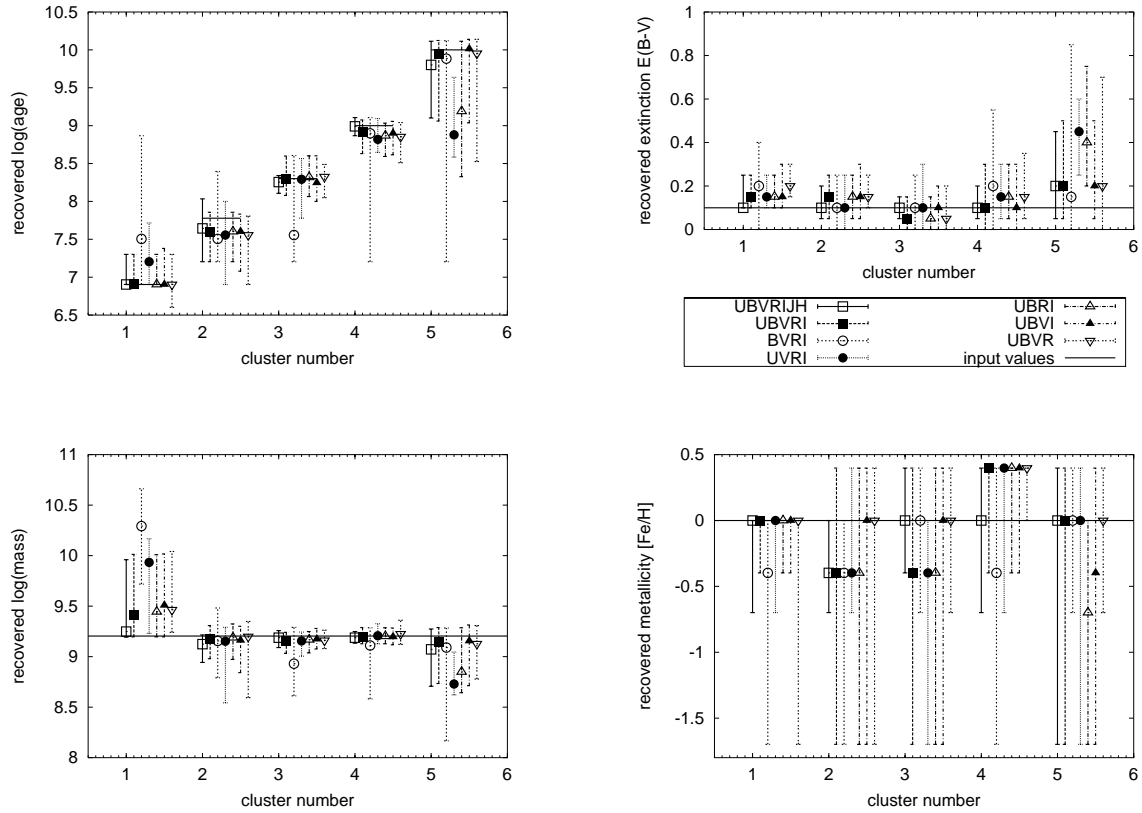 recovered log(age)
10
9.5
9
8.5
8
7.5
7
6.5
1 2 3 4 5 6
cluster number
recovered extinction E(B-V)
1
0.8
0.6
0.4
0.2
0
1 2 3 4 5 6
cluster number
UBVRIJH
UBVRI
BVRI
UVRI
UBRI
UBVI
UBVR
input values
recovered log(mass)
11
10.5
10
9.5
9
8.5
8
1 2 3 4 5 6
cluster number
recovered metallicity [Fe/H]
0.5
0
-0.5
-1
-1.5
1 2 3 4 5 6
cluster number